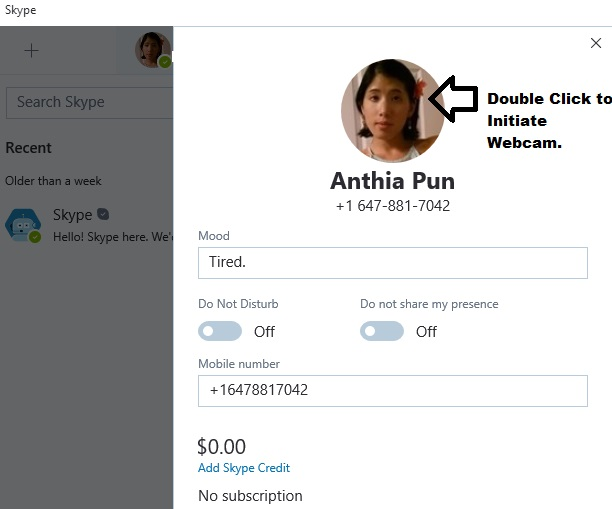 Skype
Search Skype
Recent
Older than a week
Skype
Hello! Skype here. We'
Double Click to
Initiate
Webcam.
Anthia Pun
+1 647-881-7042
Mood
Tired.
Do Not Disturb
Do not share my presence
Off
Off
Mobile number
+16478817042
$0.00
Add Skype Credit
No subscription